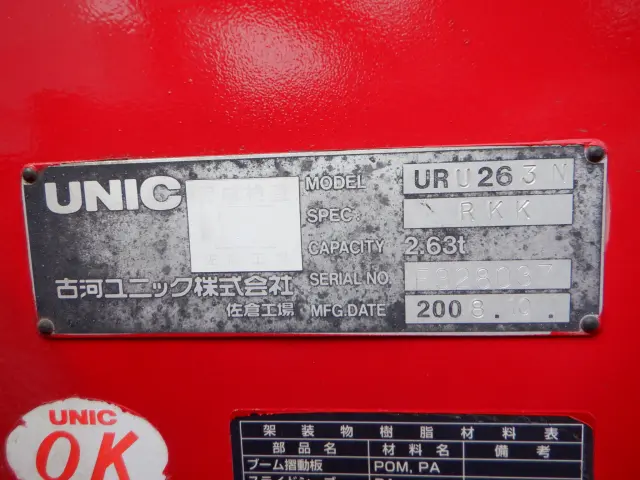 UNIC
MODEL URU263N
SPEC. RKK
CAPACITY 2.63t
古河ユニック株式会社 SERIAL NO.
佐倉工場 MFG.DATE 2008.10.
UNIC
OK
架装物樹脂材料表
部品名 材料名 備考
ブーム摺動板 POM, PA